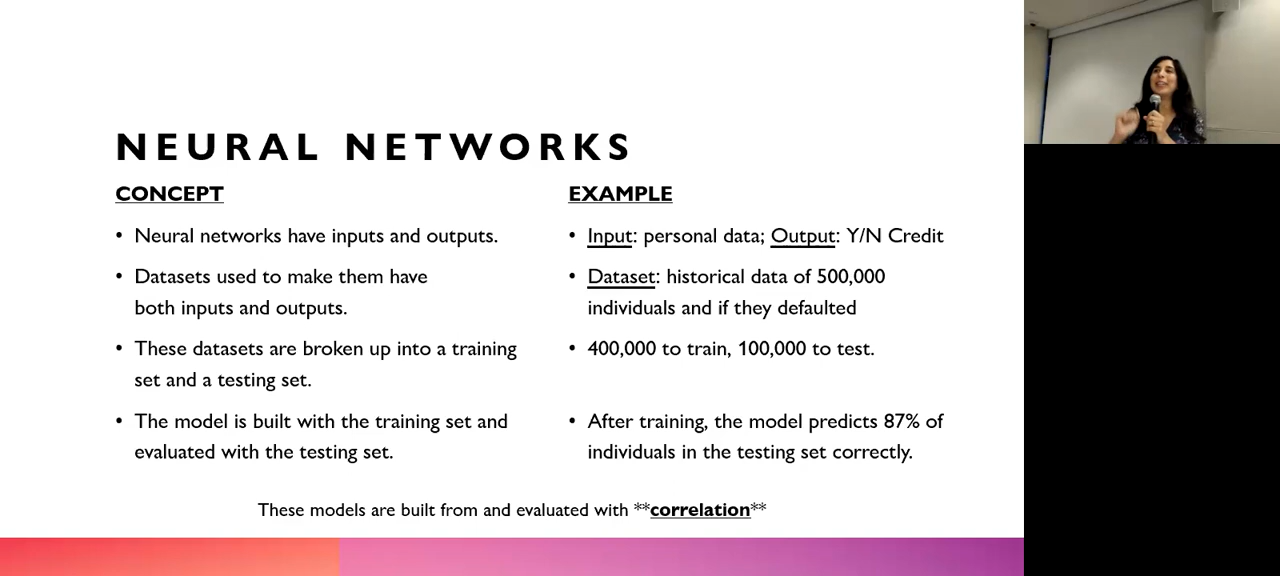 NEURAL NETWORKS
CONCEPT
• Neural networks have inputs and outputs.
• Datasets used to make them have
both inputs and outputs.
• These datasets are broken up into a training
set and a testing set.
• The model is built with the training set and
evaluated with the testing set.
EXAMPLE
• Input: personal data; Output: Y/N Credit
• Dataset: historical data of 500,000
individuals and if they defaulted
• 400,000 to train, 100,000 to test.
• After training, the model predicts 87% of
individuals in the testing set correctly.
These models are built from and evaluated with **correlation**